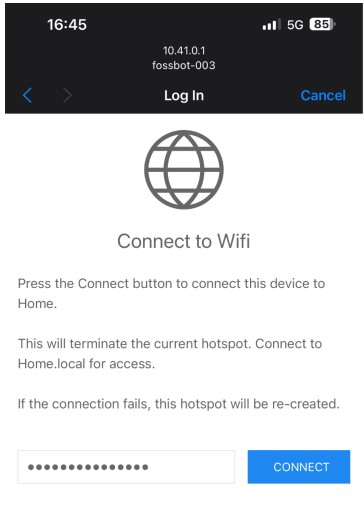 16:45
5G 85
10.41.0.1
fossbot-003
Log In
Cancel
Connect to Wifi
Press the Connect button to connect this device to
Home.
This will terminate the current hotspot. Connect to
Home.local for access.
If the connection fails, this hotspot will be re-created.
●●●●●●●●●●●●●●●
CONNECT